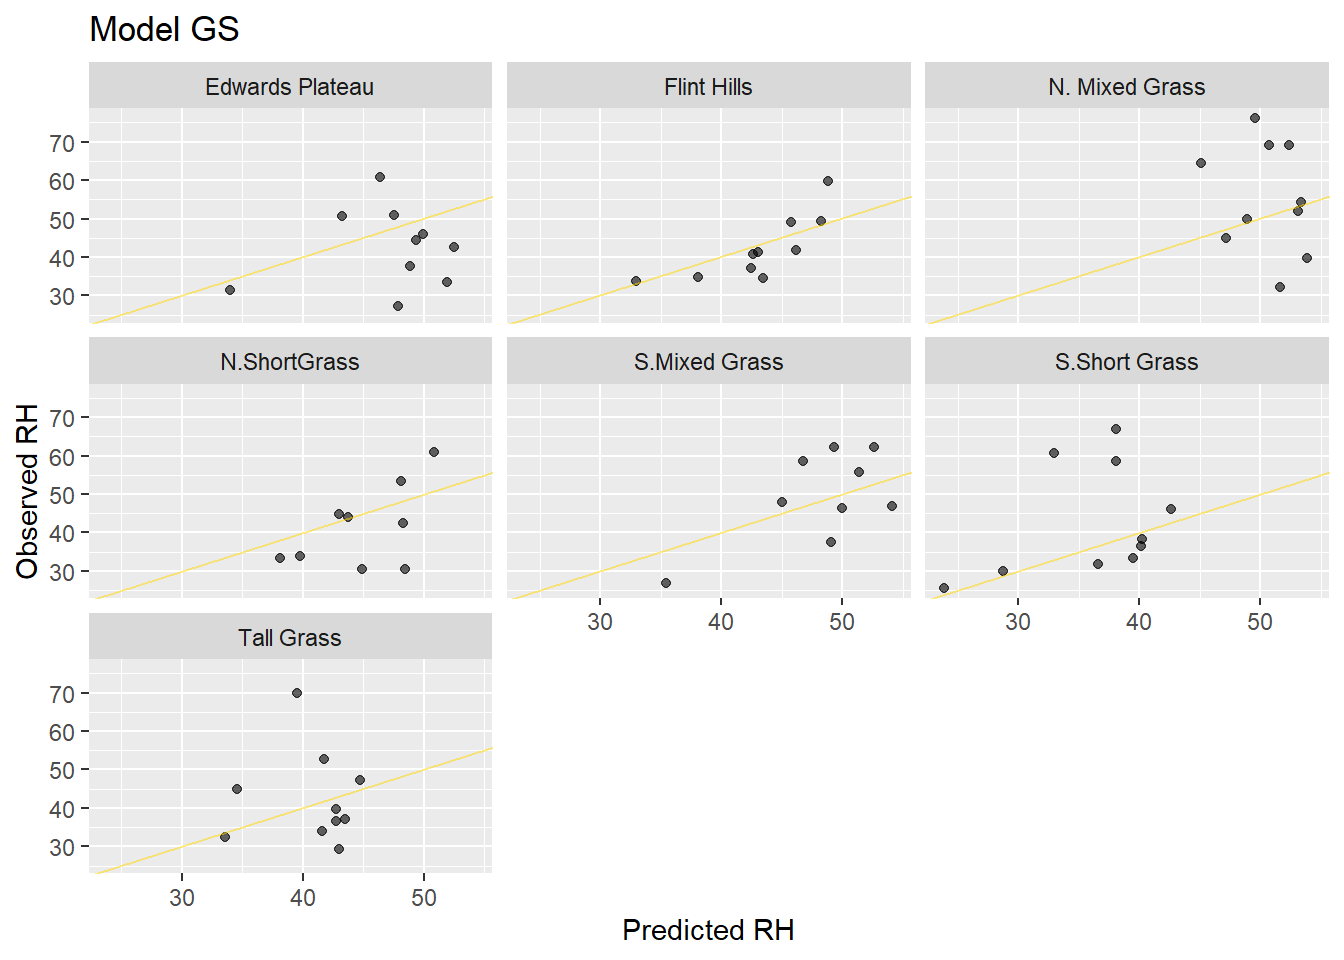 Model GS
Edwards Plateau
Flint Hills
N. Mixed Grass
70
60
50
40
30
N.ShortGrass
S.Mixed Grass
S.Short Grass
70
60
50
40
30
Observed RH
30 40 50
30 40 50
Tall Grass
70
60
50
40
30
30 40 50
Predicted RH